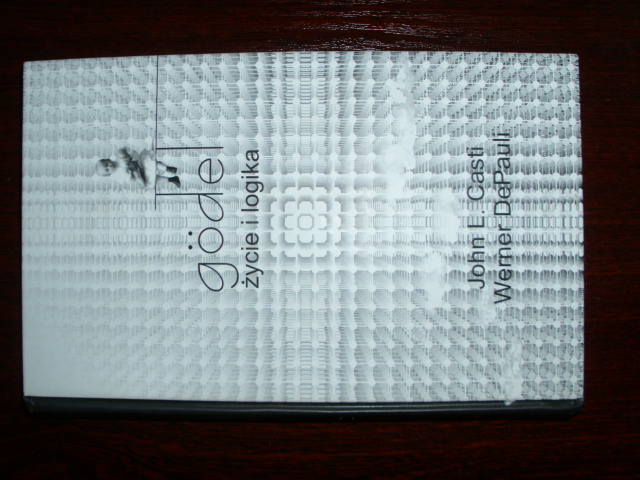 gödel
życie i logika
John L. Casti
Werner DePauli